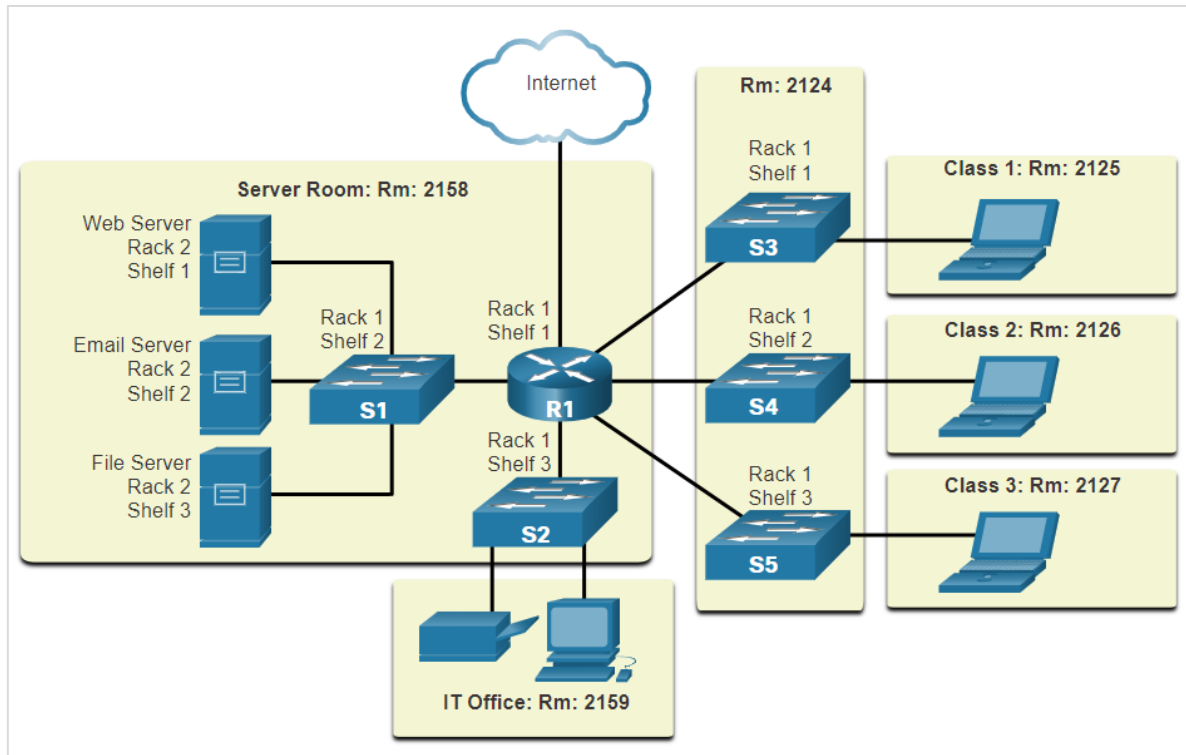 Internet
Rm: 2124
Rack 1
Shelf 1
S3
Class 1: Rm: 2125
Server Room: Rm: 2158
Web Server
Rack 2
Shelf 1
Rack 1
Shelf 2
S1
Rack 1
Shelf 1
R1
Email Server
Rack 2
Shelf 2
Rack 1
Shelf 2
S4
Class 2: Rm: 2126
File Server
Rack 2
Shelf 3
Rack 1
Shelf 3
S2
Rack 1
Shelf 3
S5
Class 3: Rm: 2127
IT Office: Rm: 2159